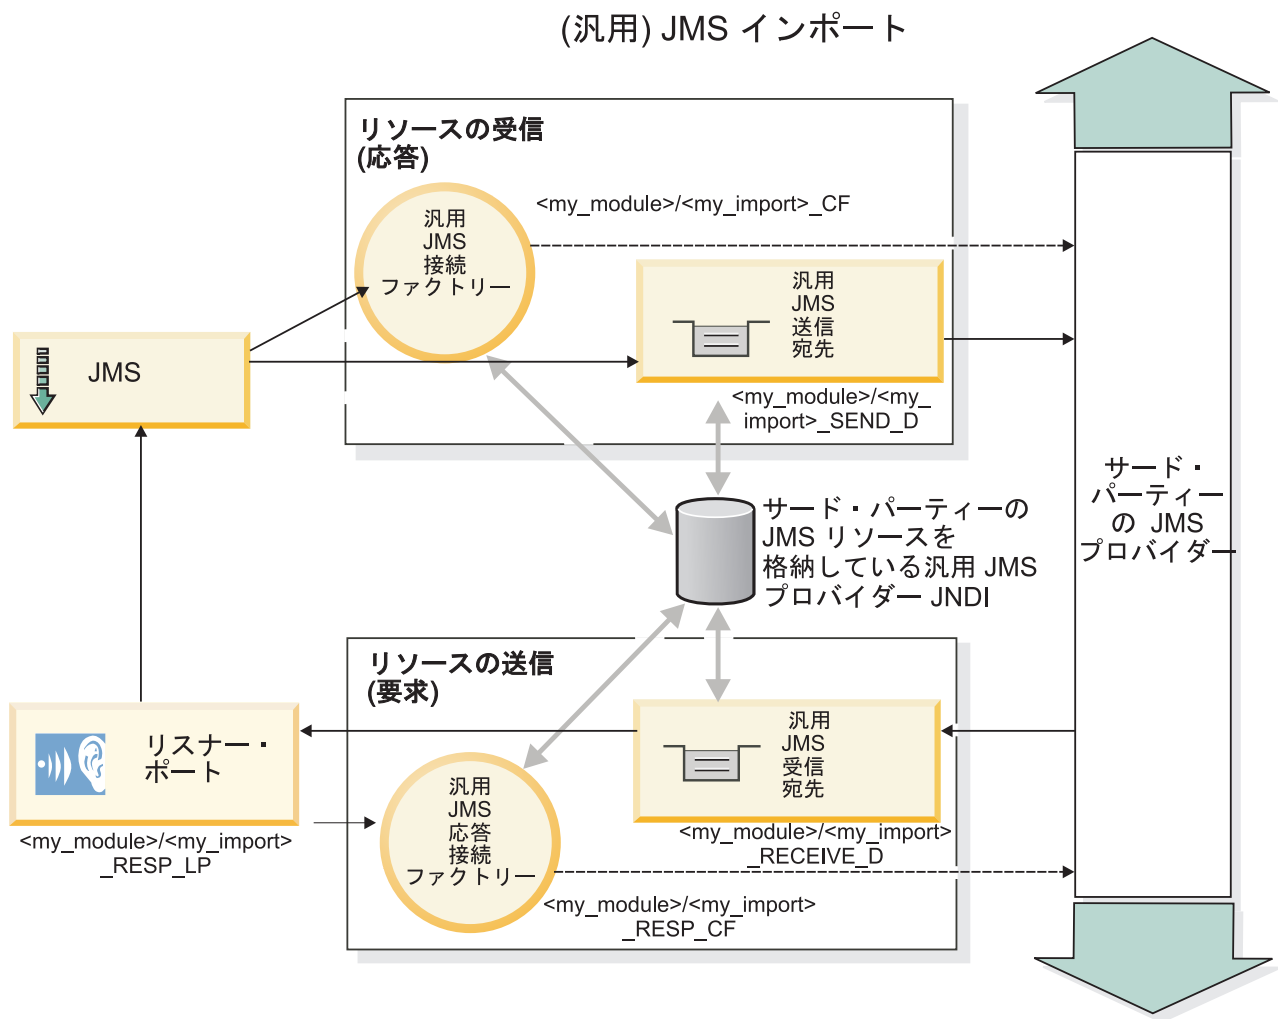 (汎用) JMS インポート
リソースの受信
(応答)
汎用
JMS
接続
ファクトリー
<my_module>/<my_import>_CF
汎用
JMS
送信
宛先
<my_module>/<my_
import>_SEND_D
JMS
サード・パーティーの
JMS リソースを
格納している汎用 JMS
プロバイダー JNDI
サード・
パーティー
の JMS
プロバイダー
リソースの送信
(要求)
汎用
JMS
受信
宛先
<my_module>/<my_import>
_RECEIVE_D
リスナー・
ポート
<my_module>/<my_import>
_RESP_LP
汎用
JMS
応答
接続
ファクトリー
<my_module>/<my_import>
_RESP_CF